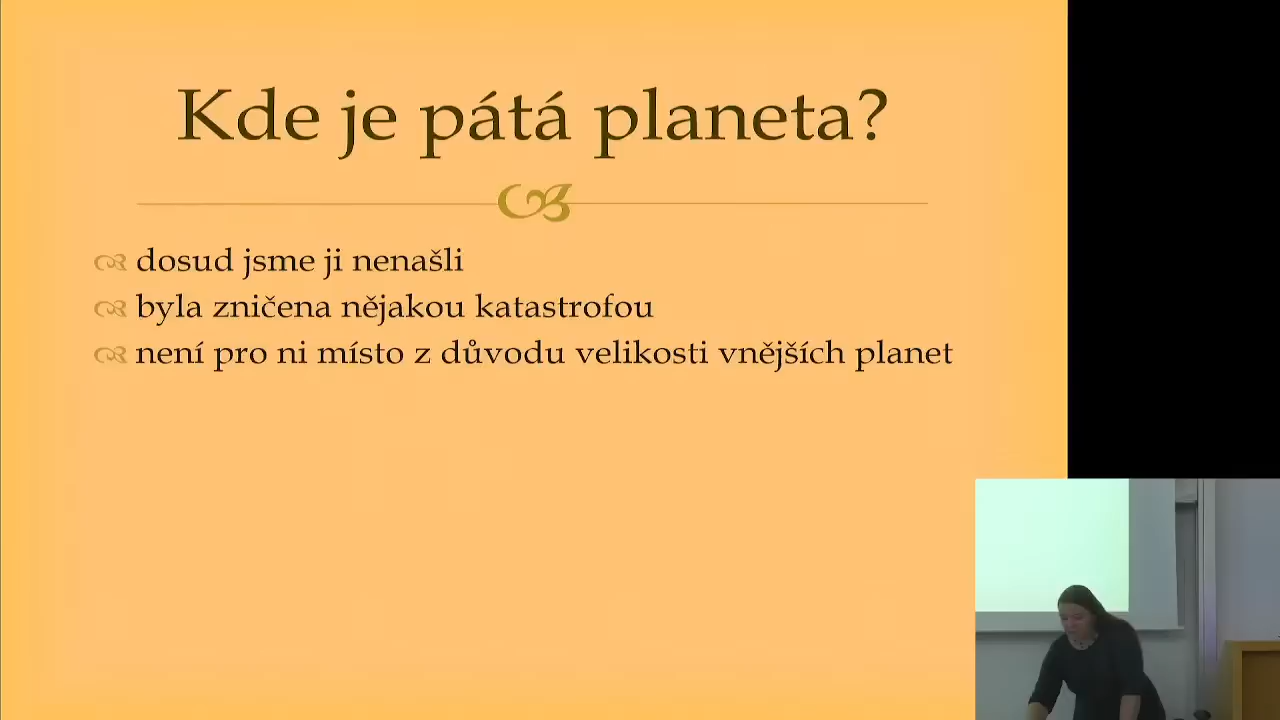 Kde je pátá planeta?
dosud jsme ji nenašli
byla zničena nějakou katastrofou
není pro ni místo z důvodu velikosti vnějších planet